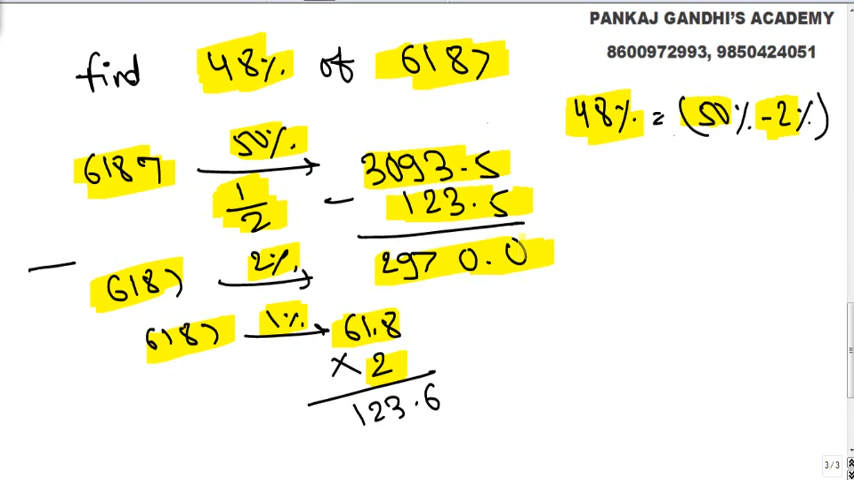 PANKAJ GANDHI'S ACADEMY
8600972993, 9850424051
find 48% of 6187
48% = (50% - 2%)
6187 50% 3093.5
1/2 - 123.5
- 6187 2% 2970.0
6187 1% 61.8
× 2
123.6
3/3